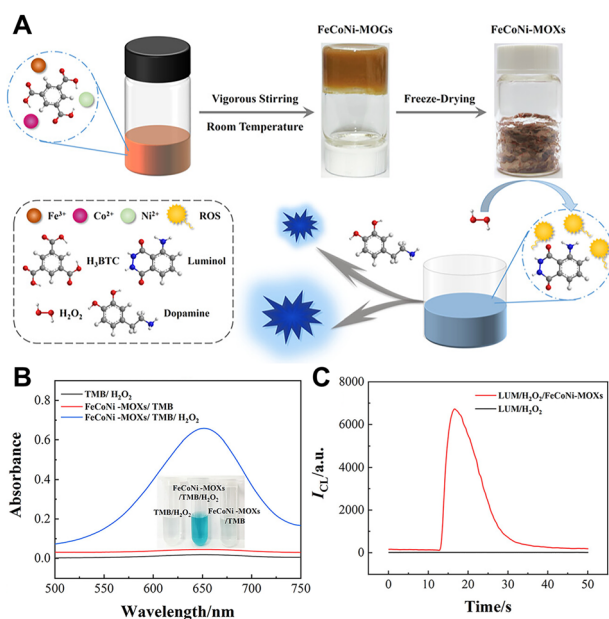 A
FeCoNi-MOGs
FeCoNi-MOXs
Vigorous Stirring
Room Temperature
Freeze-Drying
Fe³⁺
Co²⁺
Ni²⁺
ROS
H₃BTC
Luminol
H₂O₂
Dopamine
B
TMB/ H₂O₂
FeCoNi -MOXs/ TMB
FeCoNi -MOXs/ TMB/ H₂O₂
Absorbance
0.8
0.6
0.4
0.2
0.0
FeCoNi -MOXs
/TMB/H₂O₂
TMB/H₂O₂
FeCoNi -MOXs
/TMB
500
550
600
650
700
750
Wavelength/nm
C
LUM/H₂O₂/FeCoNi-MOXs
LUM/H₂O₂
I_CL/a.u.
8000
6000
4000
2000
0
0
10
20
30
40
50
60
Time/s